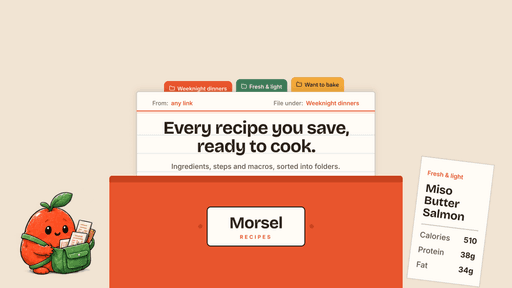 Weeknight dinners
Fresh & light
Want to bake
From: any link
File under: Weeknight dinners
Every recipe you save,
ready to cook.
Ingredients, steps and macros, sorted into folders.
Morsel
RECIPES
Fresh & light
Miso
Butter
Salmon
Calories 510
Protein 38g
Fat 34g